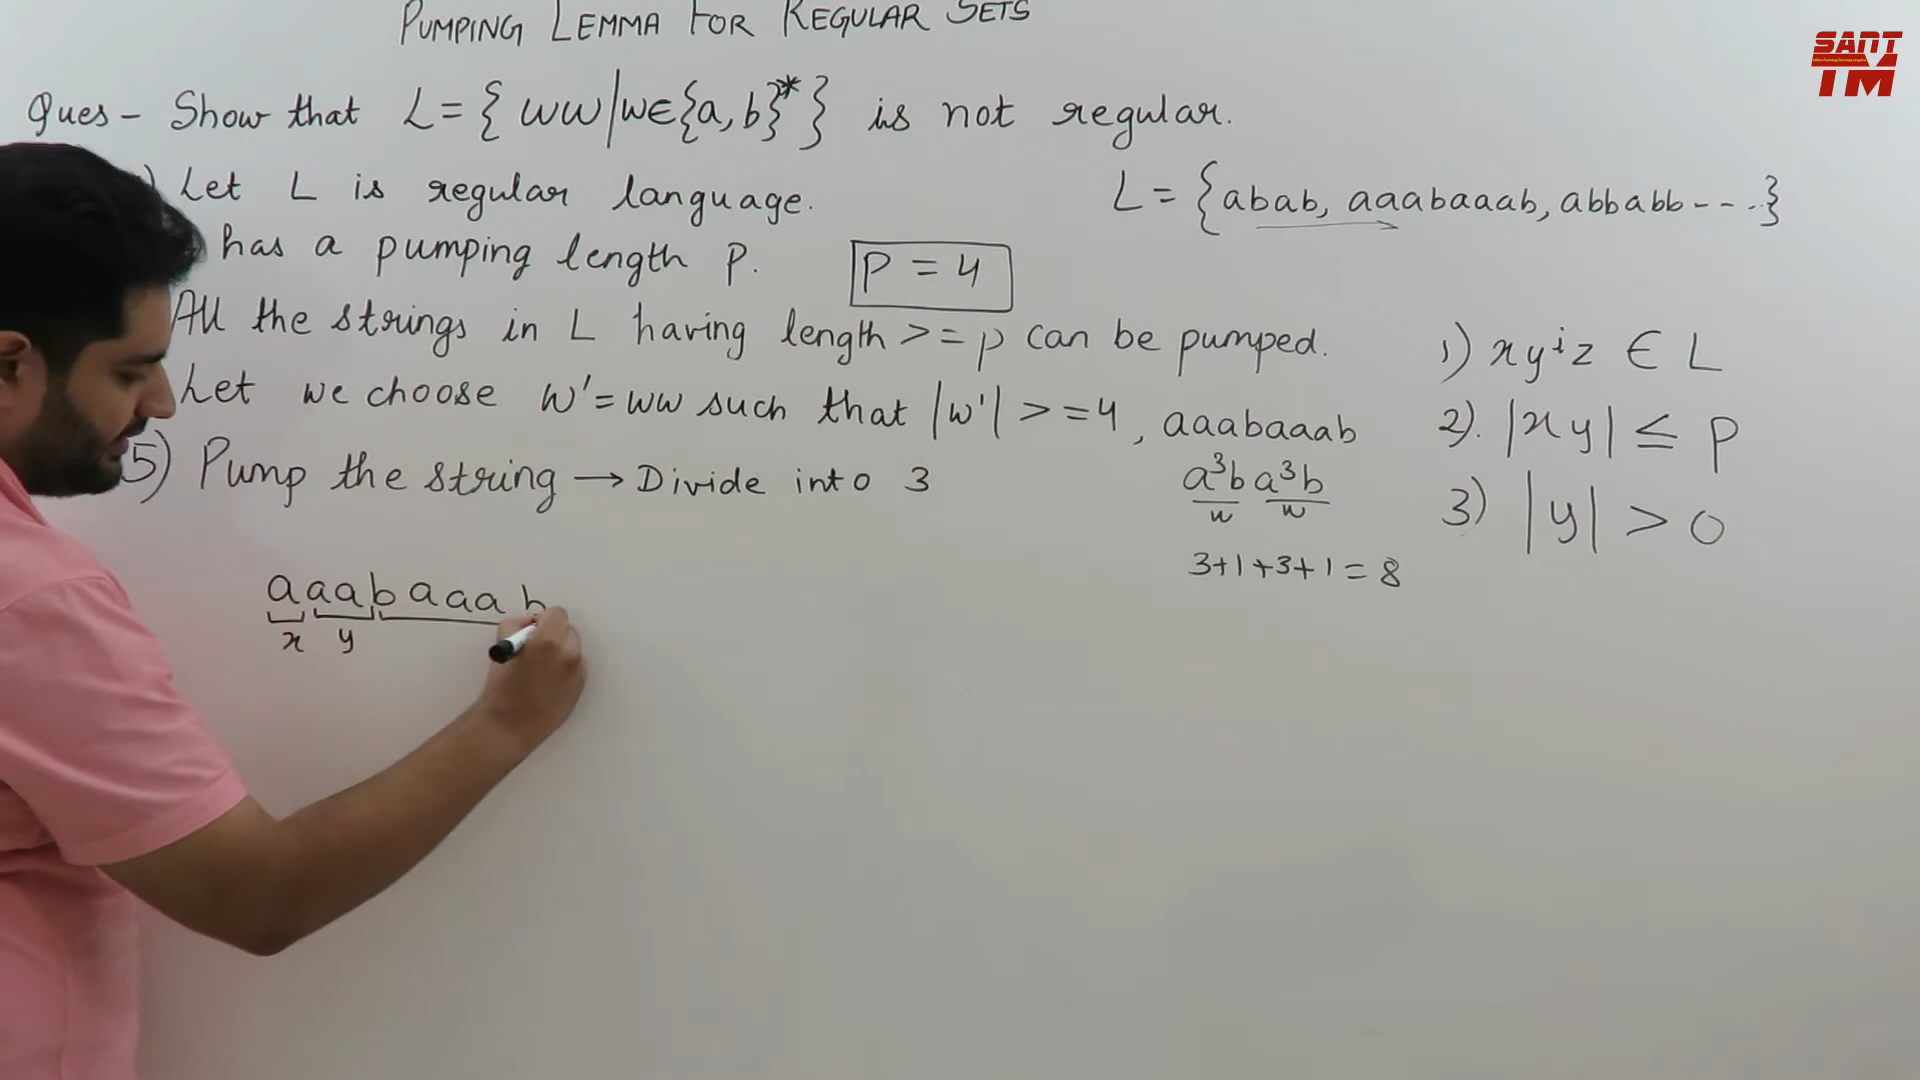 PUMPING LEMMA FOR REGULAR SETS
SANT
TM
Ques - Show that L = { ww | w∈{a, b}* } is not regular.
) Let L is regular language.
L = {abab, aaabaaab, abbabb - - - .}
has a pumping length P.
P = 4
All the strings in L having length >= p can be pumped.
1) xyⁱz ∈ L
Let we choose w' = ww such that |w'| >= 4, aaabaaab
2). |xy| ≤ P
5) Pump the string → Divide into 3
a³b a³b
w w
3) |y| > 0
3+1+3+1 = 8
aaabaaab
x y